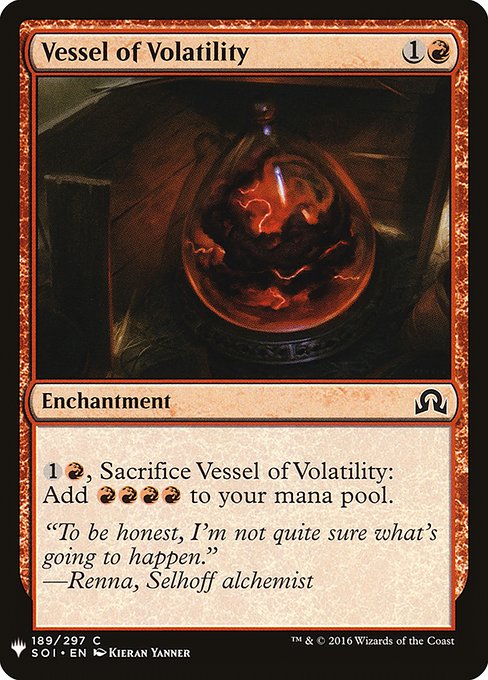 Vessel of Volatility 1
Enchantment
1, Sacrifice Vessel of Volatility:
Add to your mana pool.
“To be honest, I’m not quite sure what’s
going to happen.”
—Renna, Selhoff alchemist
189/297 C
SOI • EN Kieran Yanner
™ & © 2016 Wizards of the Coast